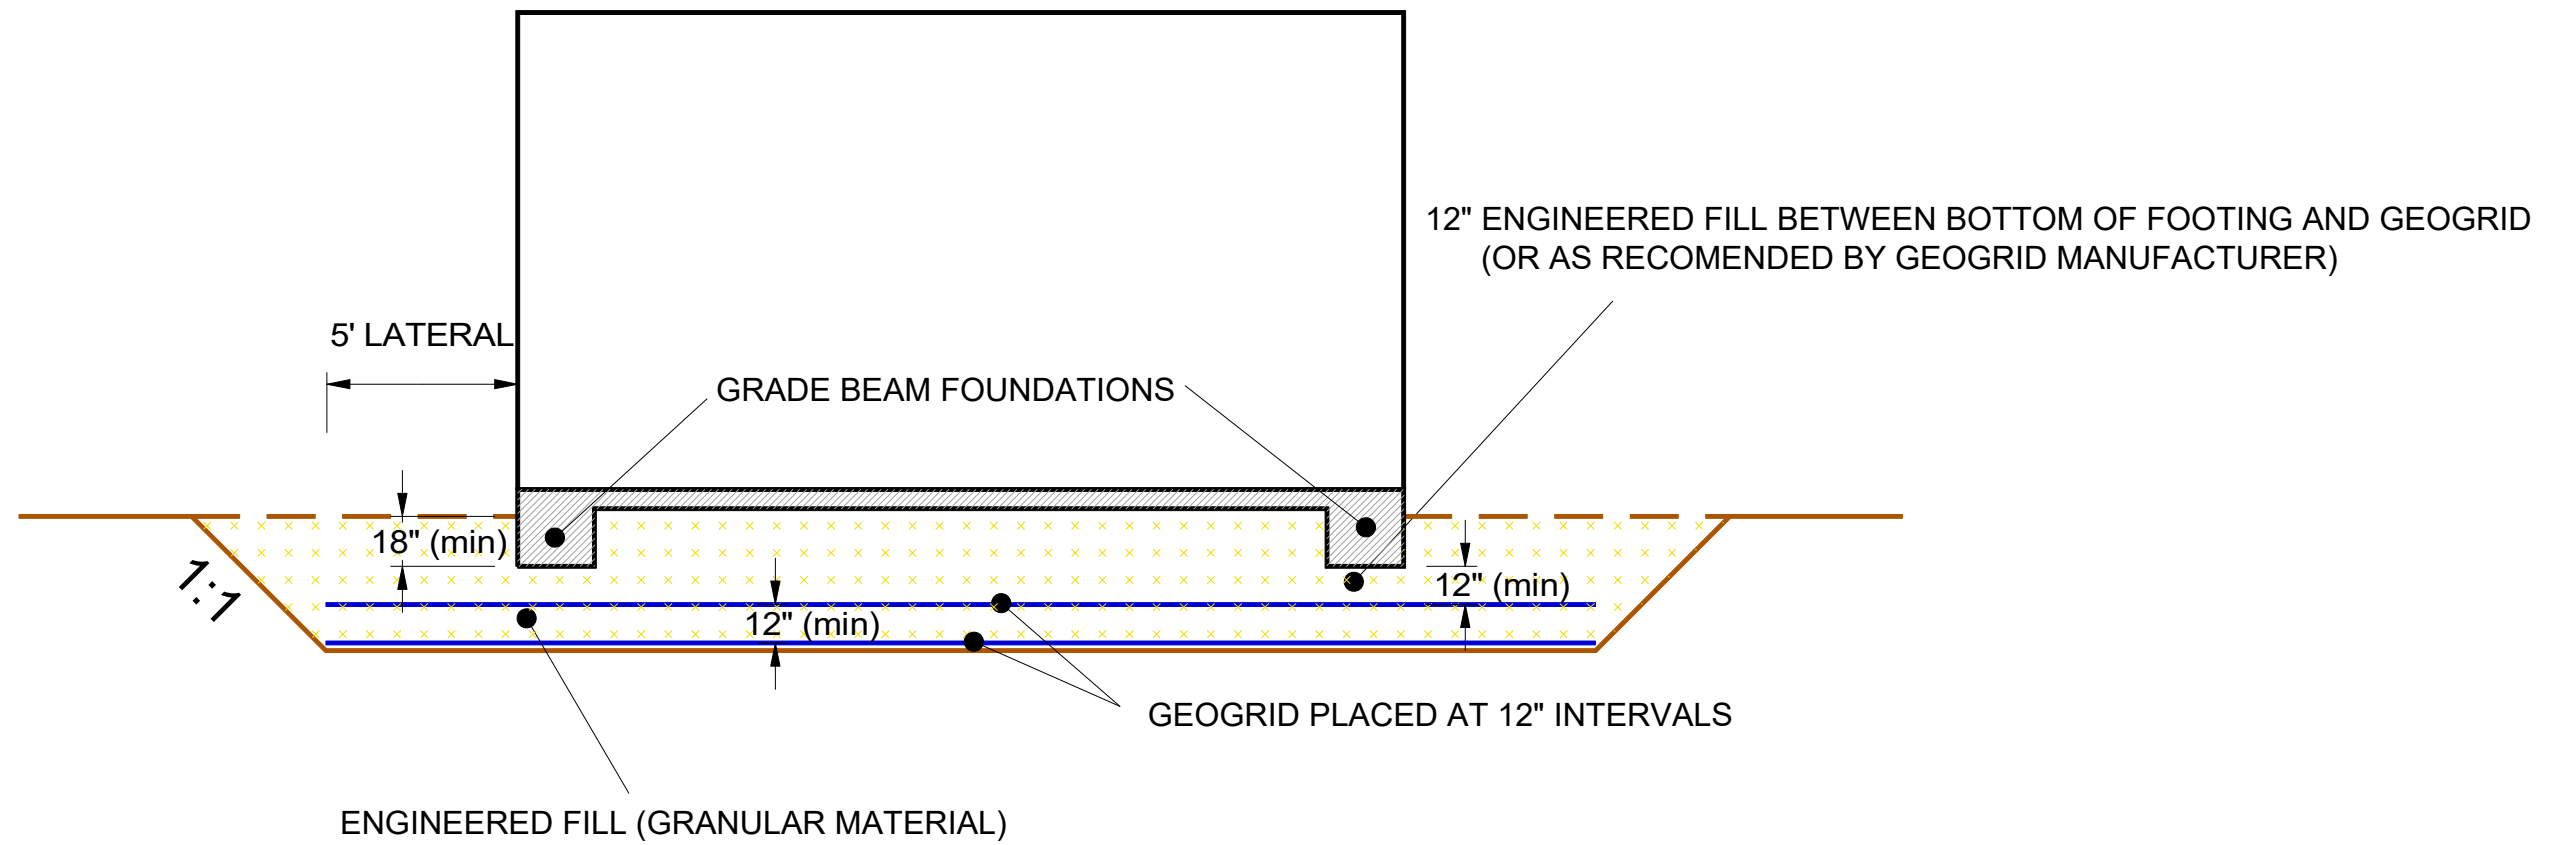 12" ENGINEERED FILL BETWEEN BOTTOM OF FOOTING AND GEOGRID
(OR AS RECOMENDED BY GEOGRID MANUFACTURER)
5' LATERAL
GRADE BEAM FOUNDATIONS
18" (min)
1:1
12" (min)
12" (min)
GEOGRID PLACED AT 12" INTERVALS
ENGINEERED FILL (GRANULAR MATERIAL)